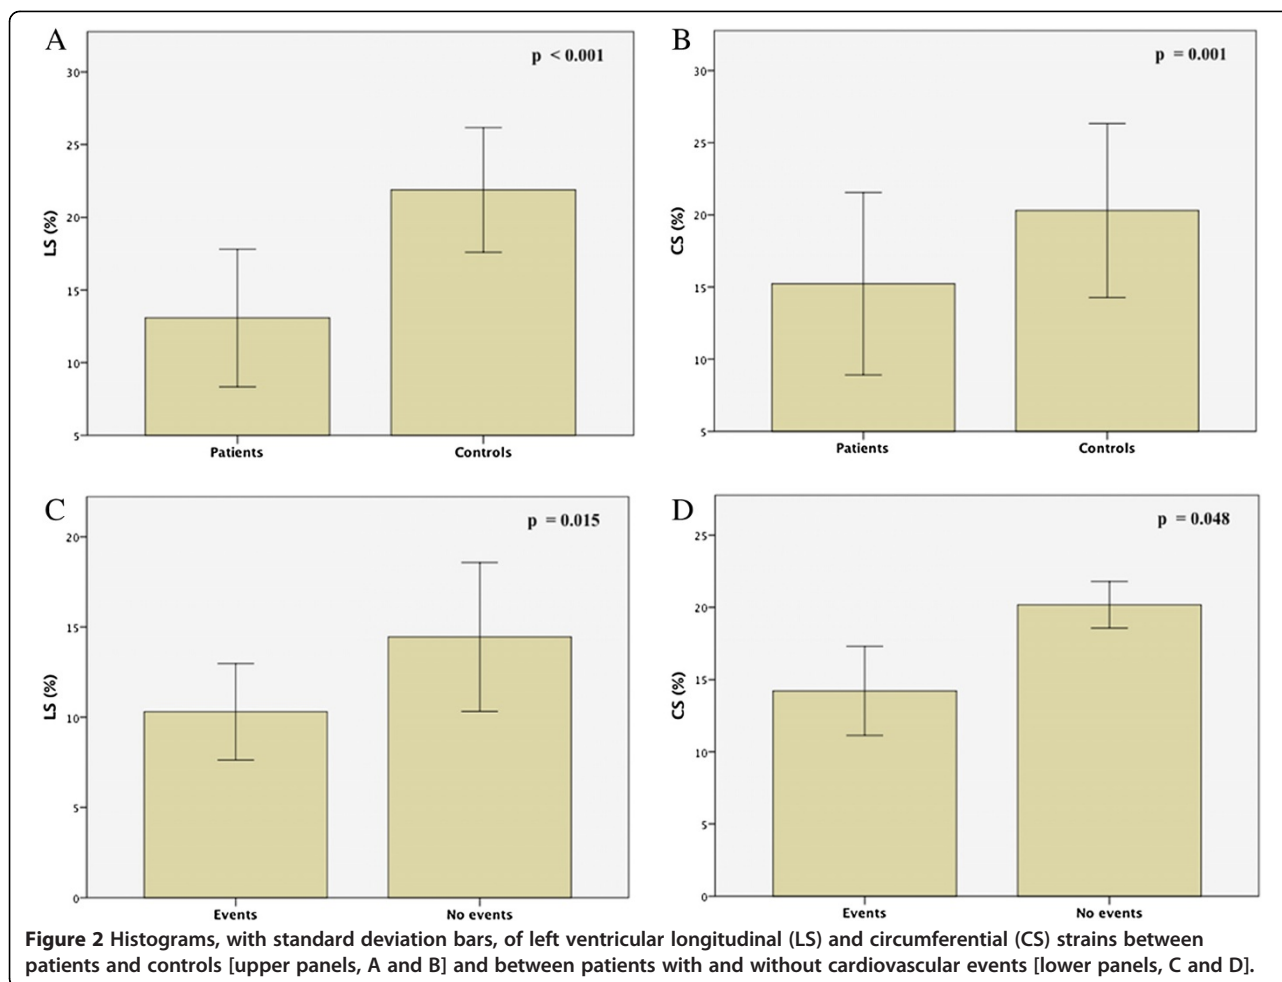 A
p < 0.001
30
25
20
15
10
5
LS (%)
Patients Controls
B
p = 0.001
30
25
20
15
10
5
CS (%)
Patients Controls
C
p = 0.015
20
15
10
5
0
LS (%)
Events No events
D
p = 0.048
25
20
15
10
5
0
CS (%)
Events No events
Figure 2 Histograms, with standard deviation bars, of left ventricular longitudinal (LS) and circumferential (CS) strains between
patients and controls [upper panels, A and B] and between patients with and without cardiovascular events [lower panels, C and D].